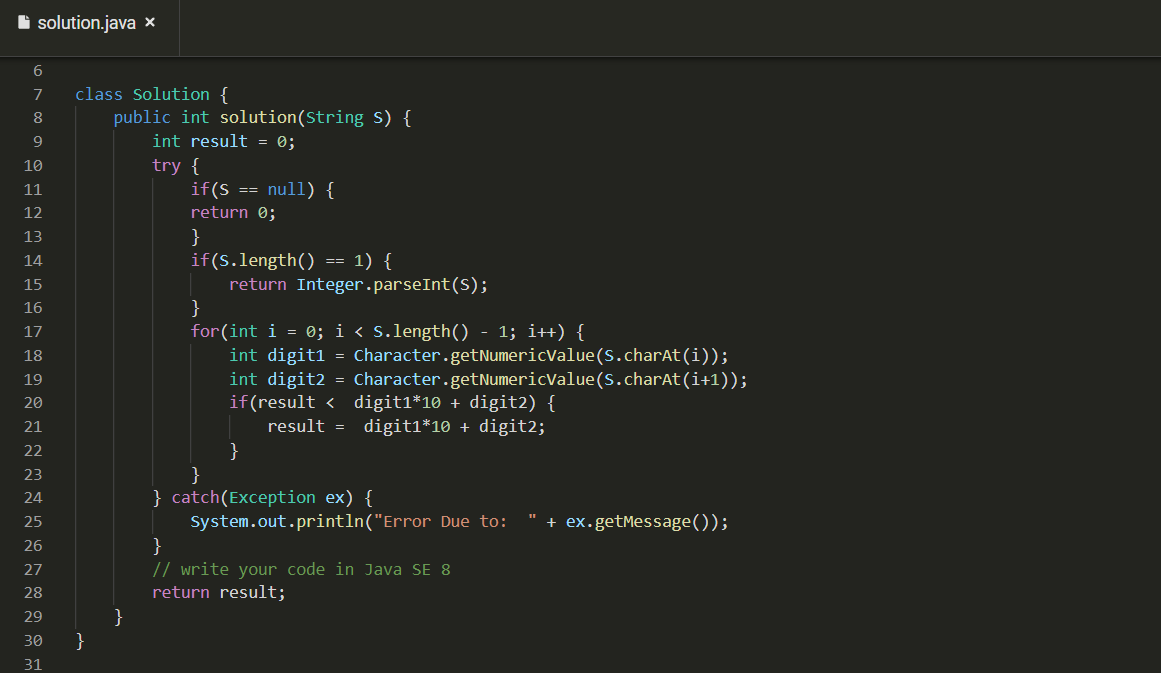 solution.java ×
6
7 class Solution {
8 public int solution(String S) {
9 int result = 0;
10 try {
11 if(S == null) {
12 return 0;
13 }
14 if(S.length() == 1) {
15 return Integer.parseInt(S);
16 }
17 for(int i = 0; i < S.length() - 1; i++) {
18 int digit1 = Character.getNumericValue(S.charAt(i));
19 int digit2 = Character.getNumericValue(S.charAt(i+1));
20 if(result <  digit1*10 + digit2) {
21 result =  digit1*10 + digit2;
22 }
23 }
24 } catch(Exception ex) {
25 System.out.println("Error Due to:  " + ex.getMessage());
26 }
27 // write your code in Java SE 8
28 return result;
29 }
30 }
31